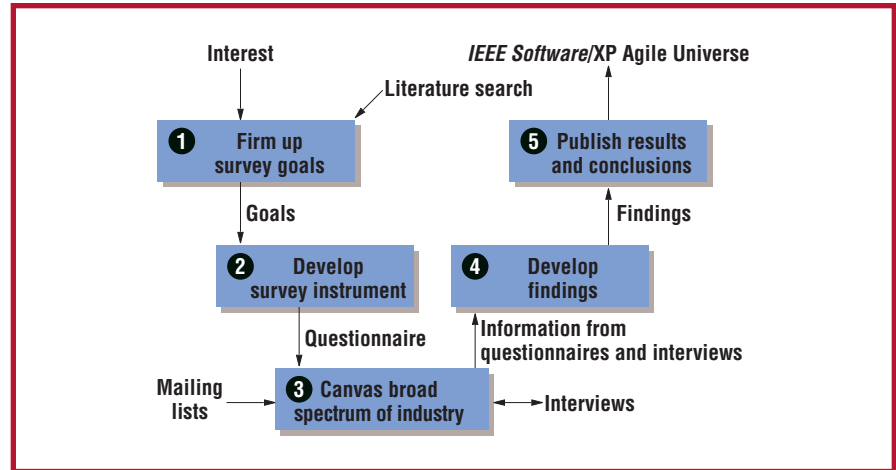 Interest
Literature search
1 Firm up
survey goals
Goals
2 Develop
survey instrument
Questionnaire
Mailing
lists
3 Canvas broad
spectrum of industry
Interviews
Information from
questionnaires and interviews
4 Develop
findings
Findings
5 Publish results
and conclusions
IEEE Software/XP Agile Universe